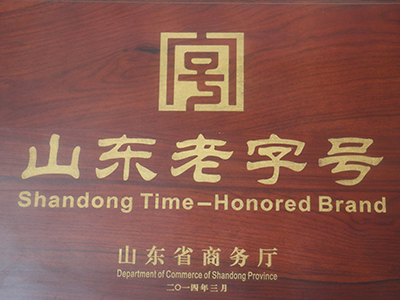 山东老字号
Shandong Time-Honored Brand
山东省商务厅
Department of Commerce of Shandong Province
二〇一四年三月